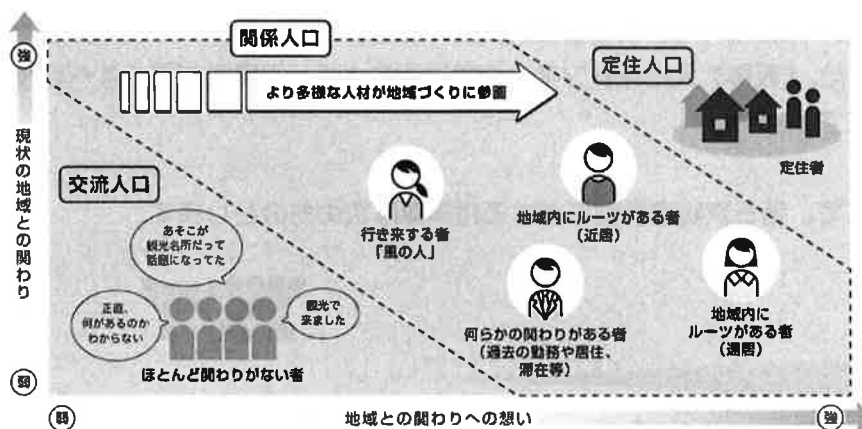 関係人口
強
定住人口
より多様な人材が地域づくりに参画
現状の地域との関わり
定住者
交流人口
あそこが
観光名所だって
話題になってた
行き来する者
「風の人」
地域内にルーツがある者
（近居）
正直、
何があるのか
わからない
観光で
来ました
何らかの関わりがある者
（過去の勤務や居住、
滞在等）
地域内に
ルーツがある者
（遠居）
ほとんど関わりがない者
弱
弱
地域との関わりへの想い
強